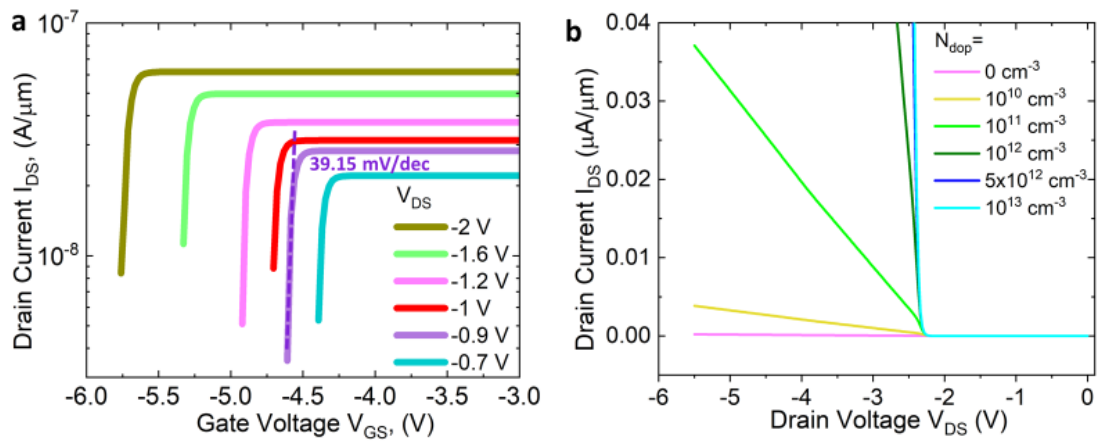 a
10⁻⁷
10⁻⁸
Drain Current I_DS, (A/μm)
39.15 mV/dec
V_DS
-2 V
-1.6 V
-1.2 V
-1 V
-0.9 V
-0.7 V
-6.0 -5.5 -5.0 -4.5 -4.0 -3.5 -3.0
Gate Voltage V_GS, (V)
b
0.04
0.03
0.02
0.01
0.00
Drain Current I_DS (μA/μm)
N_dop=
0 cm⁻³
10¹⁰ cm⁻³
10¹¹ cm⁻³
10¹² cm⁻³
5x10¹² cm⁻³
10¹³ cm⁻³
-6 -5 -4 -3 -2 -1 0
Drain Voltage V_DS (V)